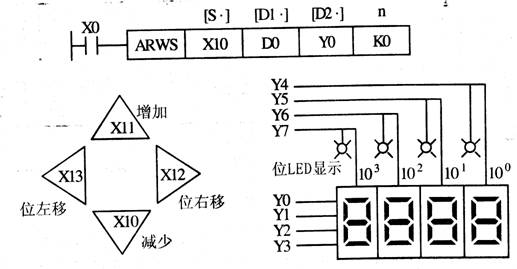 [S·] [D1·] [D2·] n
X0
ARWS X10 D0 Y0 K0
增加
X11
X13 X12
位左移 位右移
X10
减少
Y4
Y5
Y6
Y7
位LED显示 10³ 10² 10¹ 10⁰
Y0
Y1
Y2
Y3